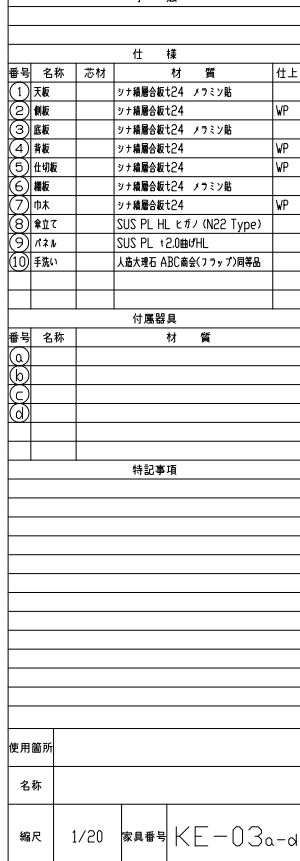 仕 様
番号 名称 芯材 材 質 仕上
① 天板 シナ積層合板t24 メラミン貼
② 側板 シナ積層合板t24 WP
③ 底板 シナ積層合板t24 メラミン貼
④ 背板 シナ積層合板t24 WP
⑤ 仕切板 シナ積層合板t24 WP
⑥ 棚板 シナ積層合板t24 メラミン貼
⑦ 巾木 シナ積層合板t24 WP
⑧ 傘立て SUS PL HL ヒガノ (N22 Type)
⑨ パネル SUS PL t2.0曲げHL
⑩ 手洗い 人造大理石 ABC商会(フラップ)同等品
付属器具
番号 名称 材 質
ⓐ
ⓑ
ⓒ
ⓓ
特記事項
使用箇所
名称
縮尺 1/20 家具番号 KE-03a-d